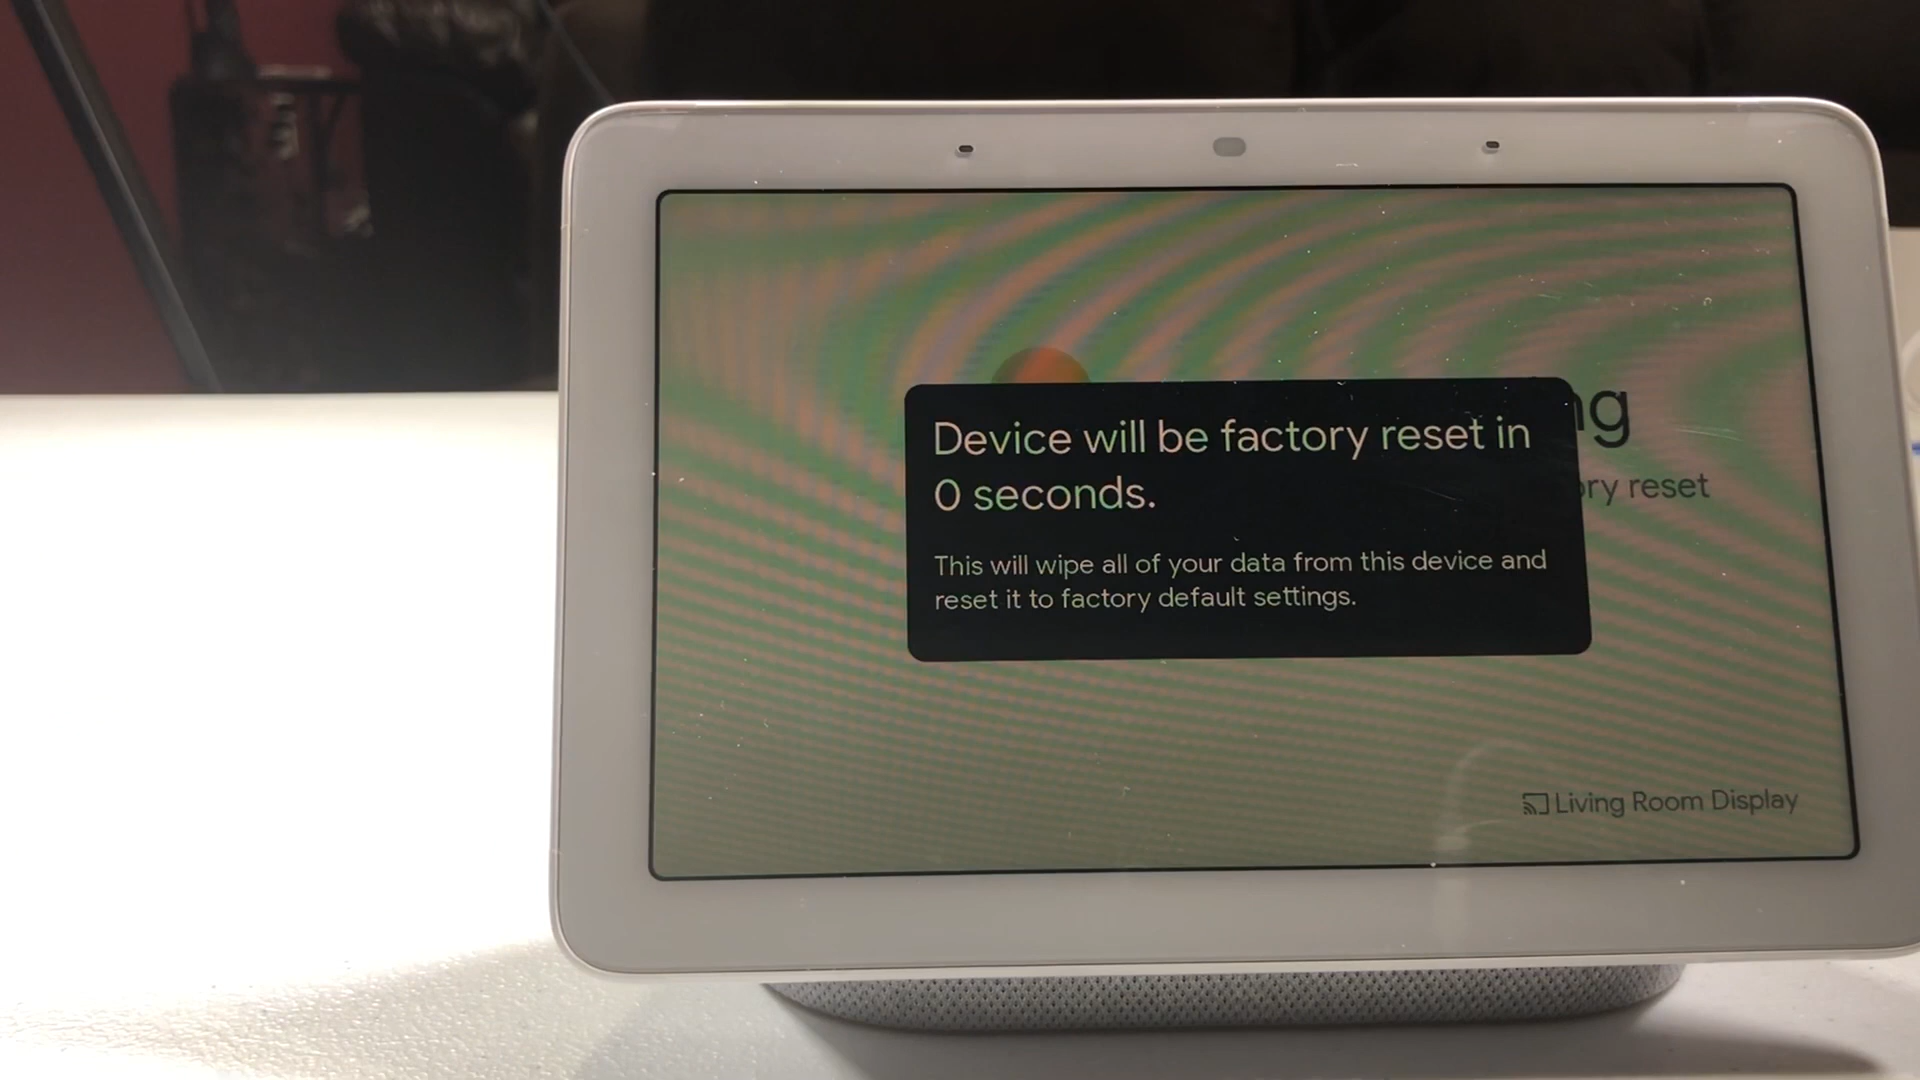 Device will be factory reset in
0 seconds.
This will wipe all of your data from this device and
reset it to factory default settings.
reset
Living Room Display